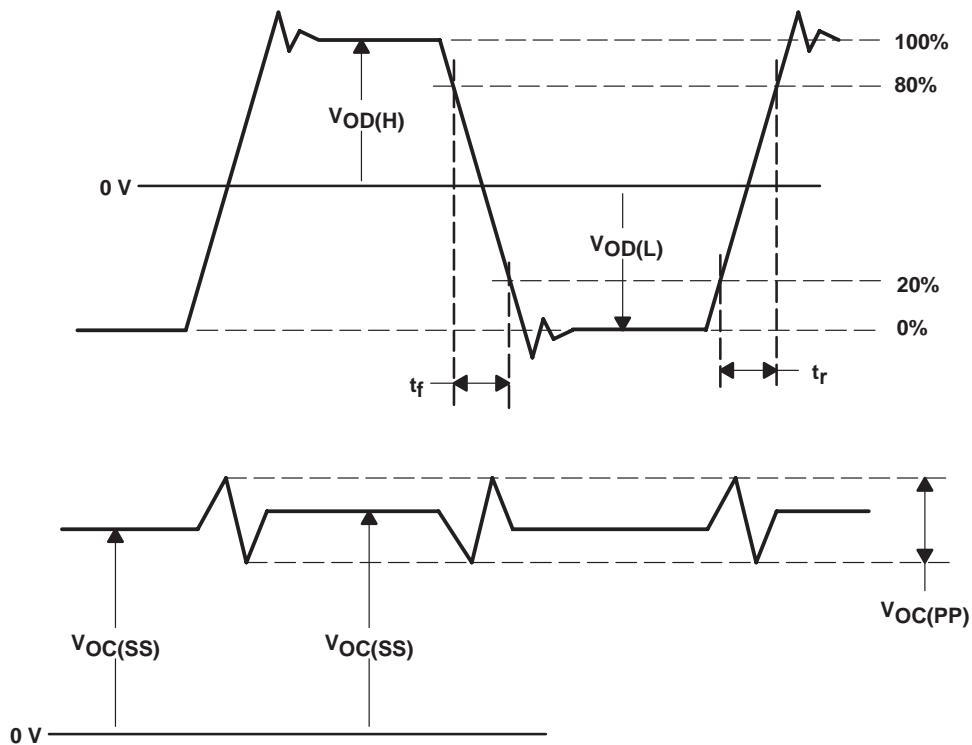 100%
80%
VOD(H)
0 V
VOD(L)
20%
0%
tf
tr
VOC(PP)
VOC(SS)
VOC(SS)
0 V